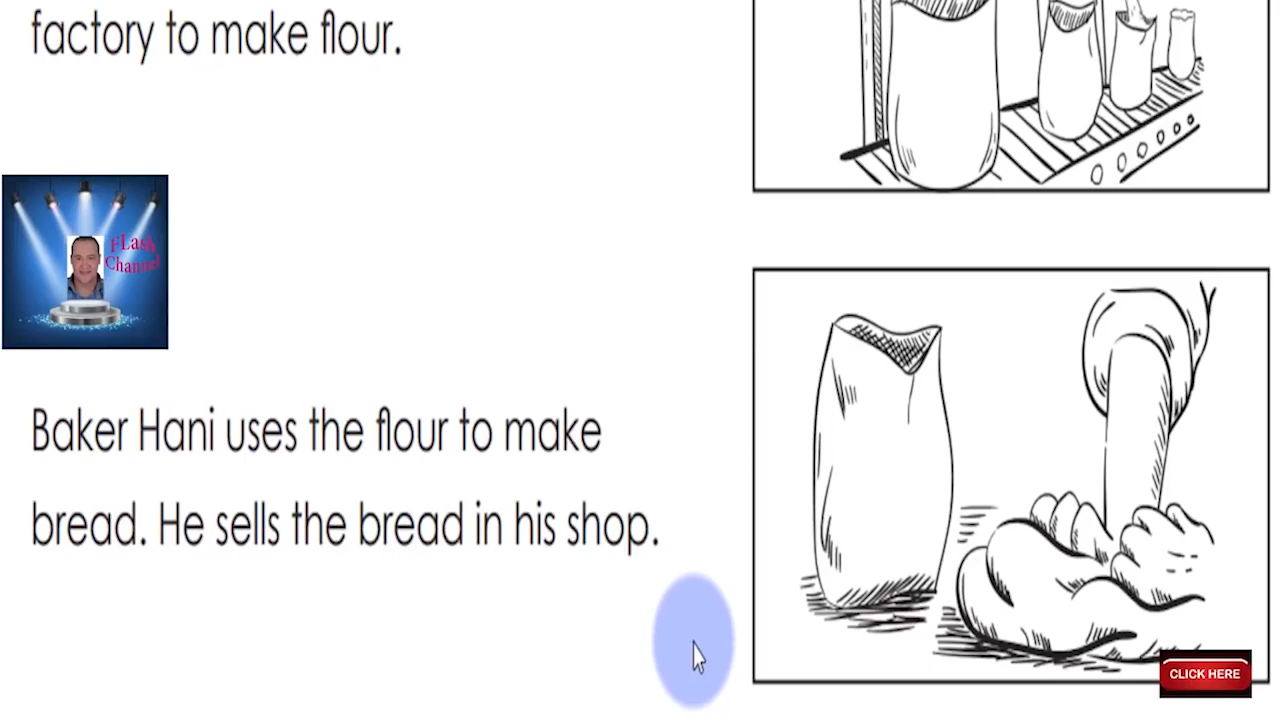 factory to make flour.
FLash
Channel
Baker Hani uses the flour to make
bread. He sells the bread in his shop.
CLICK HERE